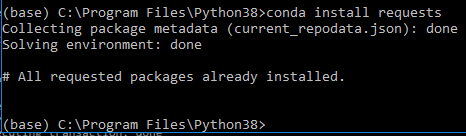 (base) C:\Program Files\Python38>conda install requests
Collecting package metadata (current_repodata.json): done
Solving environment: done
# All requested packages already installed.
(base) C:\Program Files\Python38>